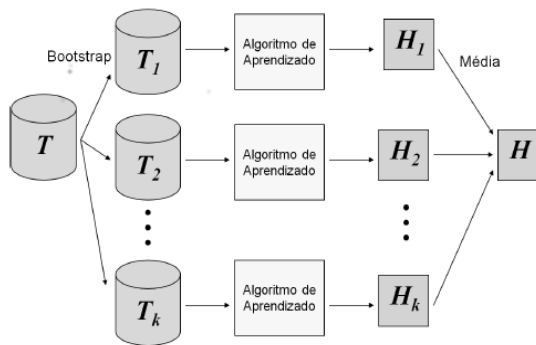 Bootstrap
T
T1
Algoritmo de
Aprendizado
H1
Média
T2
Algoritmo de
Aprendizado
H2
H
Tk
Algoritmo de
Aprendizado
Hk